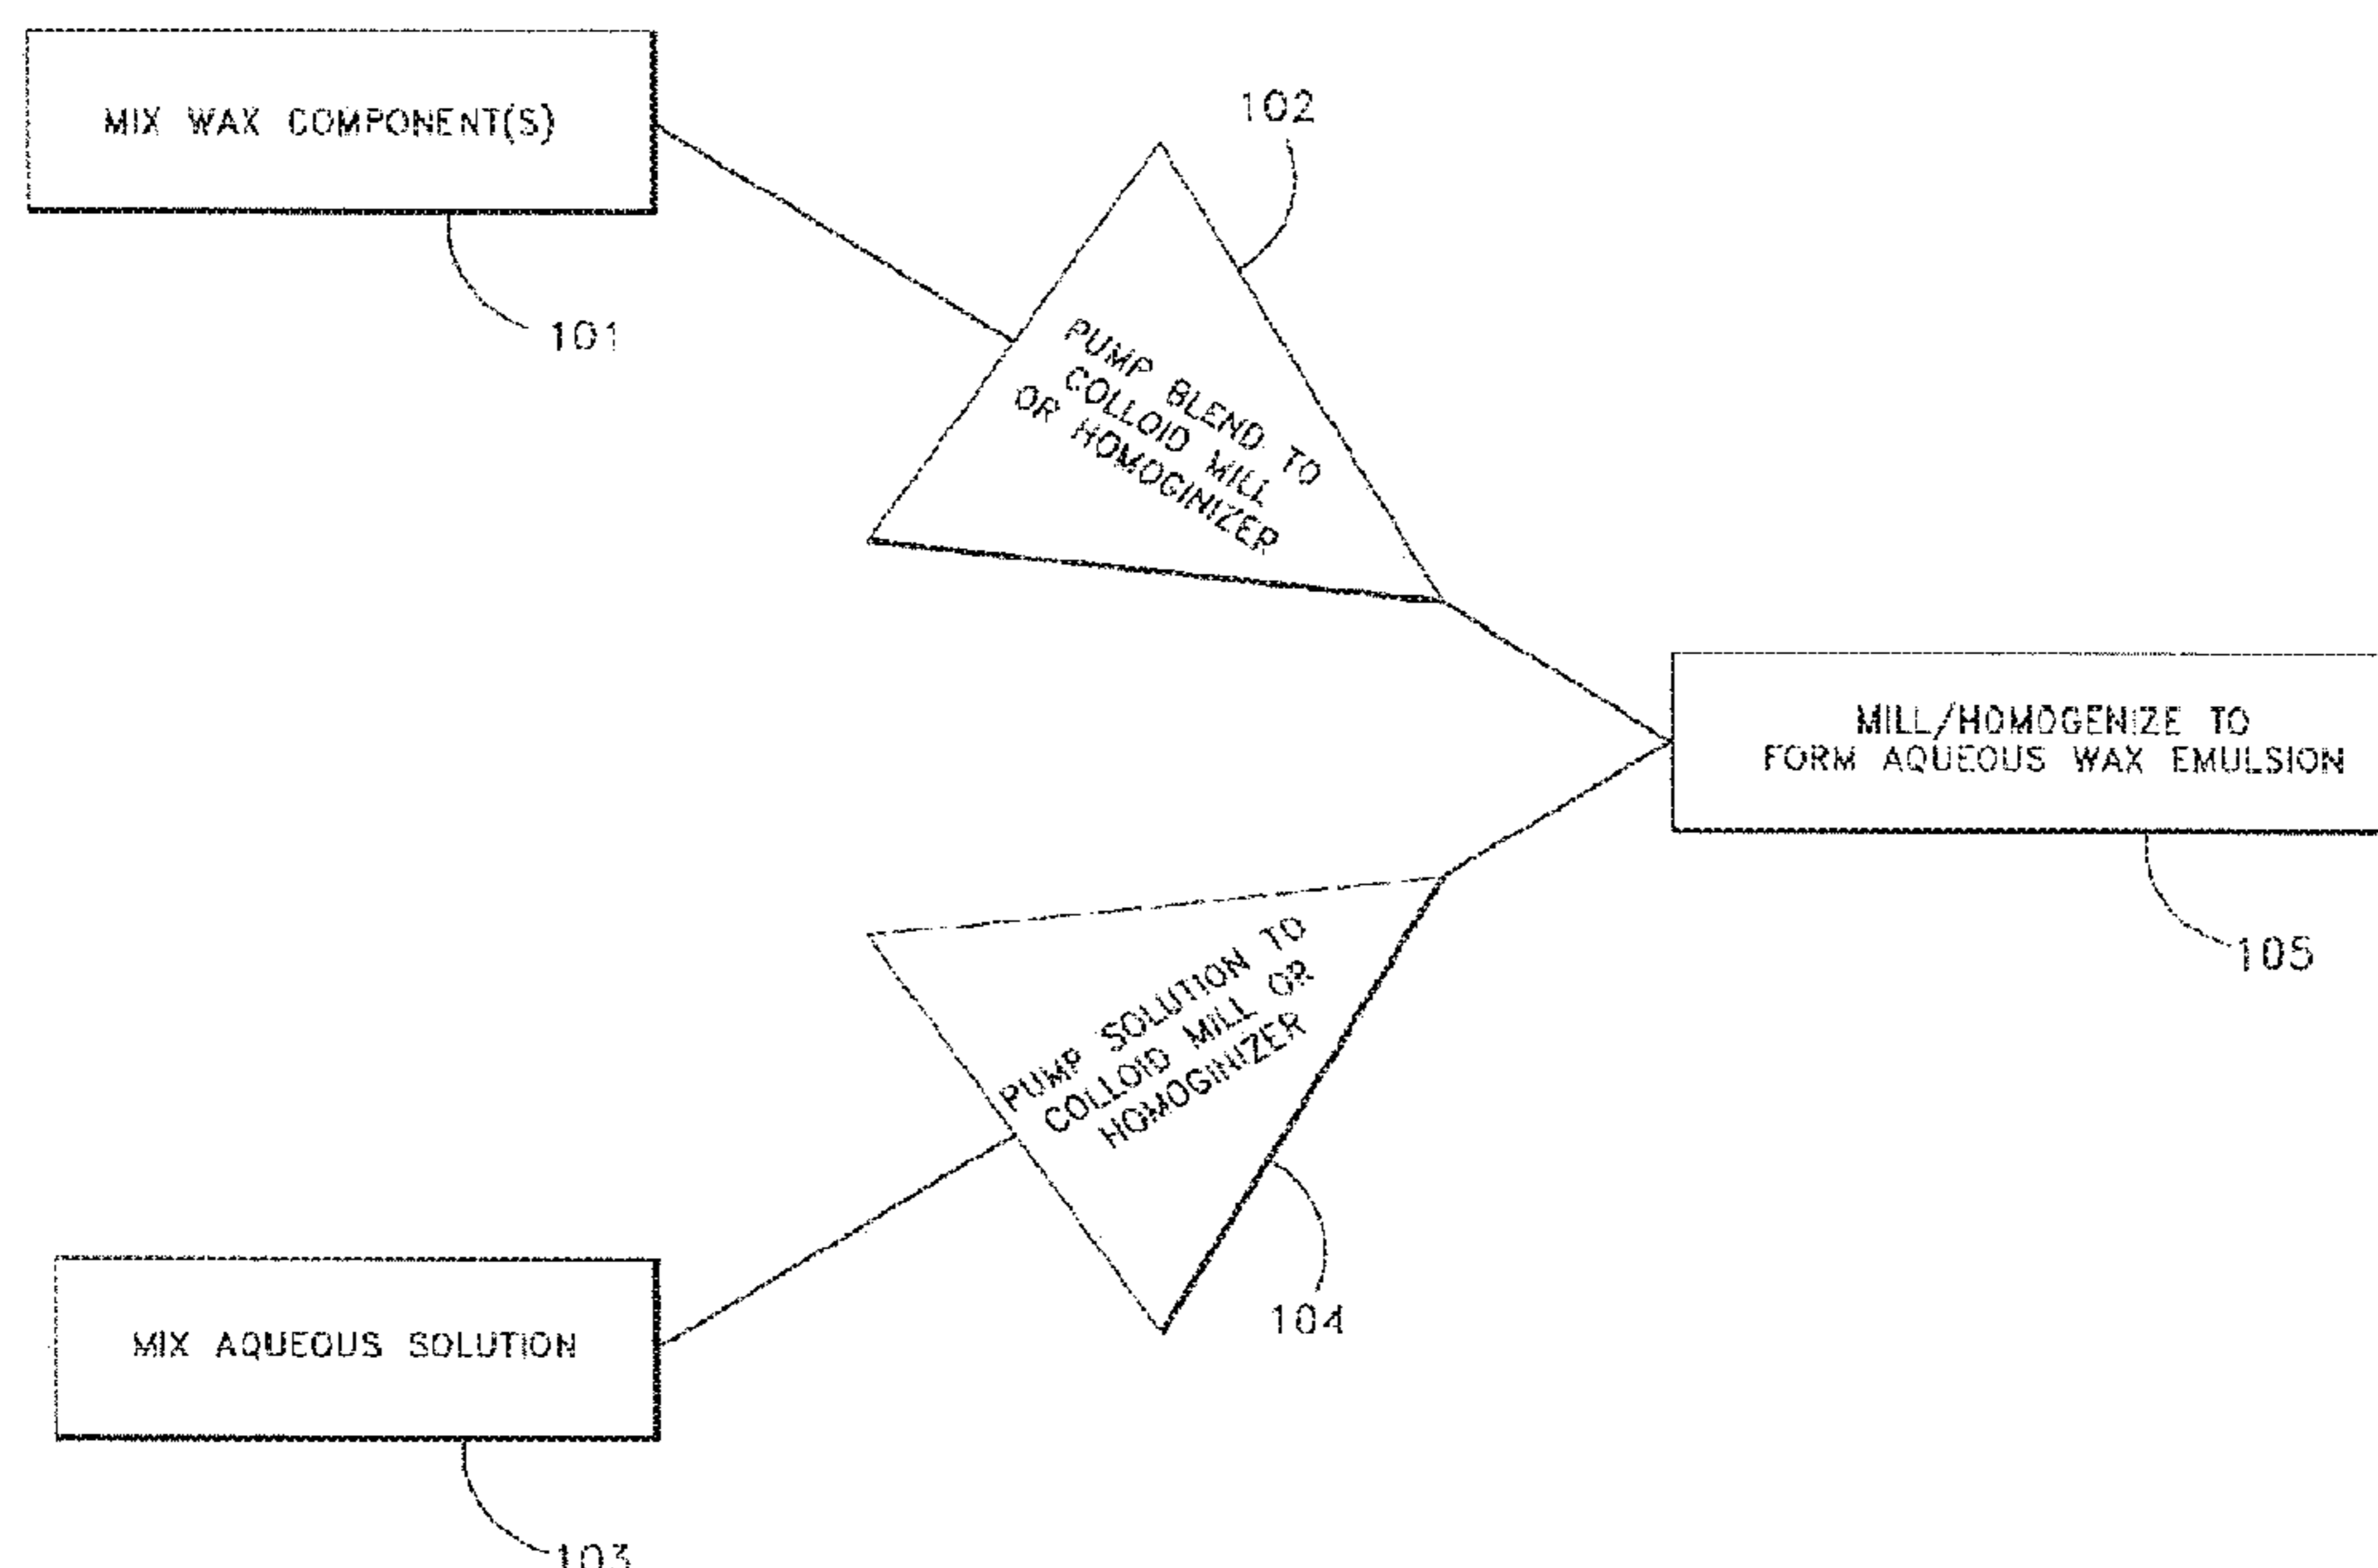 MIX WAX COMPONENT(S)
101
102
PUMP BLEND TO
COLLOID MILL
OR HOMOGINIZER
MILL/HOMOGENIZE TO
FORM AQUEOUS WAX EMULSION
105
PUMP SOLUTION TO
COLLOID MILL OR
HOMOGINIZER
104
MIX AQUEOUS SOLUTION
103